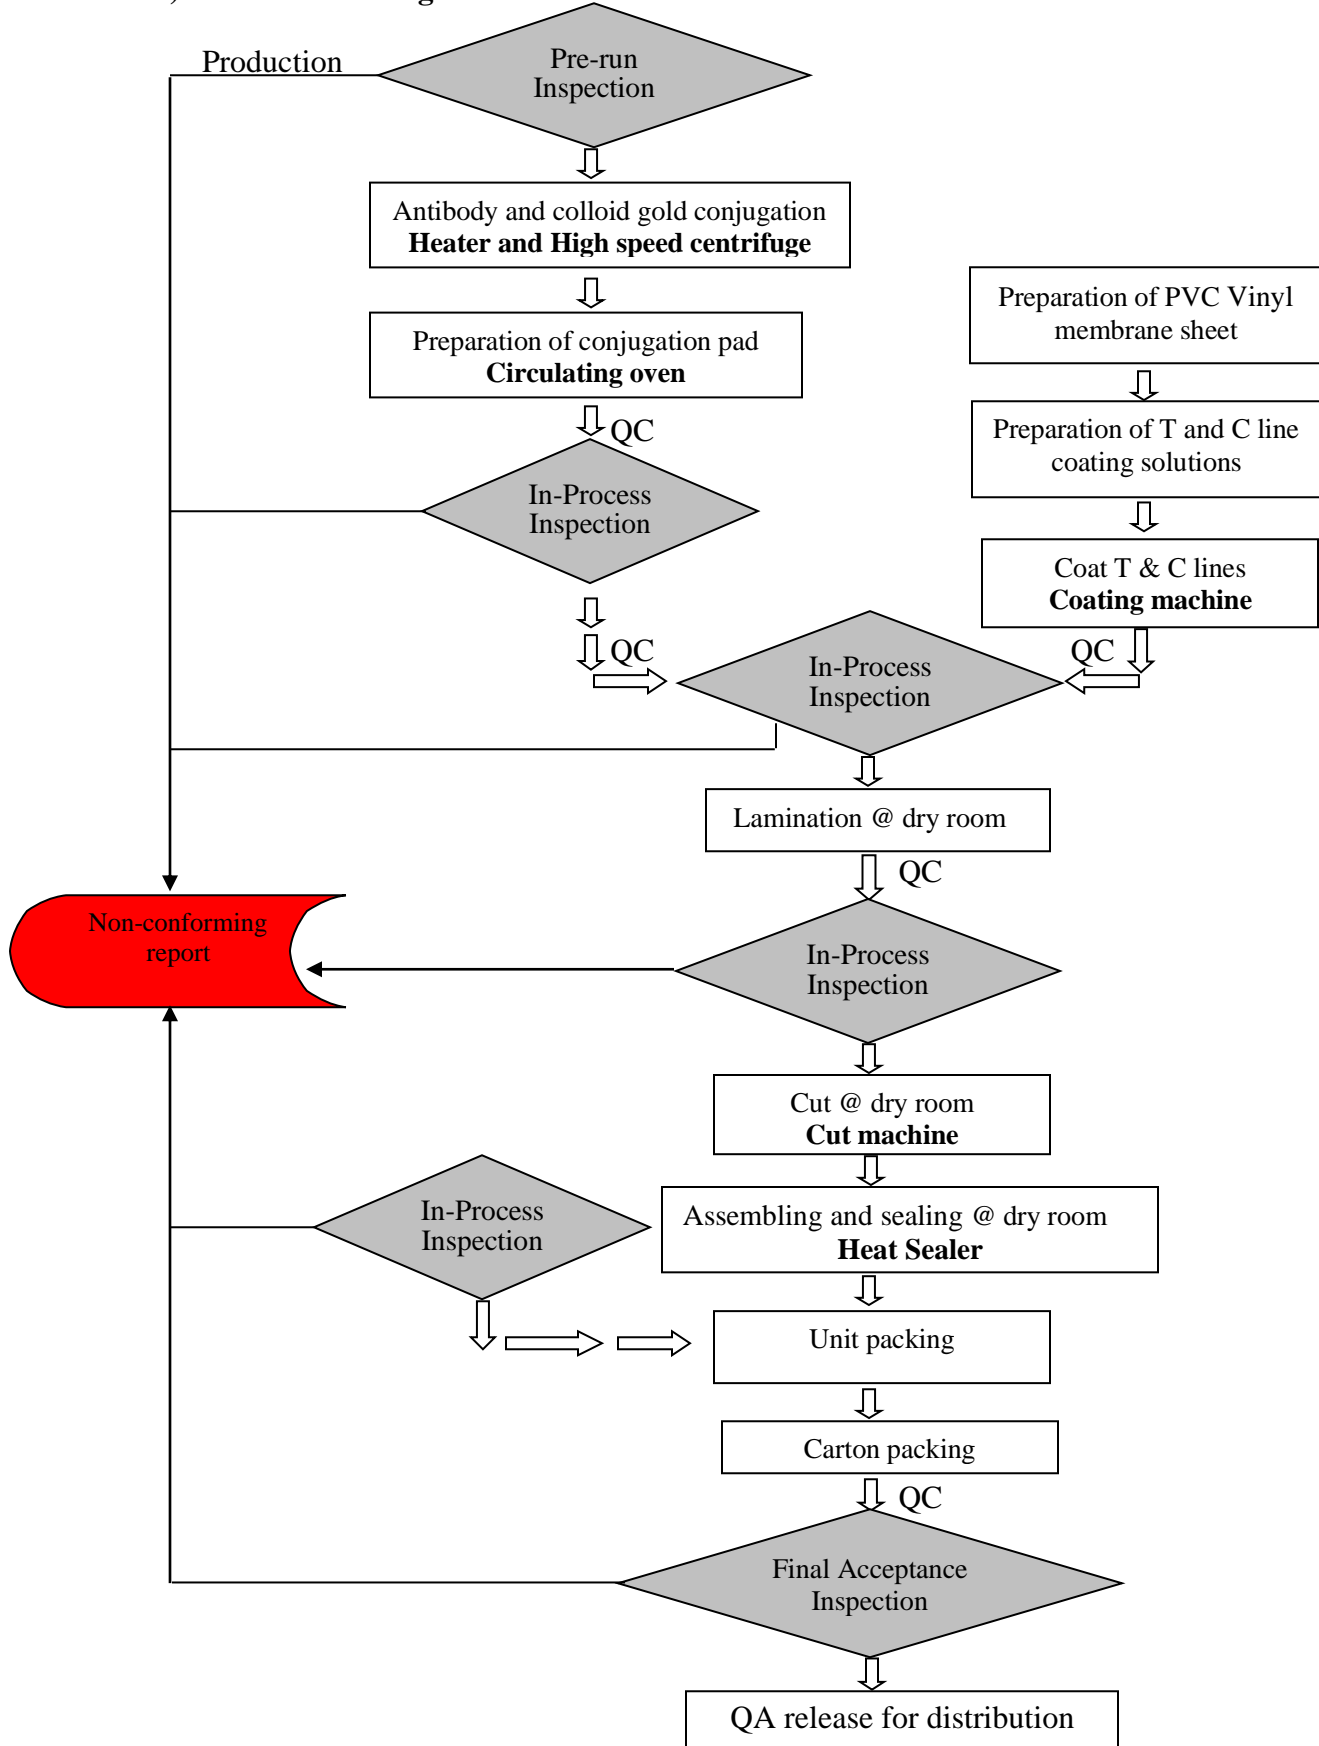 Production
Pre-run
Inspection
Antibody and colloid gold conjugation
Heater and High speed centrifuge
Preparation of PVC Vinyl
membrane sheet
Preparation of conjugation pad
Circulating oven
QC
Preparation of T and C line
coating solutions
In-Process
Inspection
Coat T & C lines
Coating machine
QC
QC
In-Process
Inspection
Lamination @ dry room
QC
Non-conforming
report
In-Process
Inspection
Cut @ dry room
Cut machine
In-Process
Inspection
Assembling and sealing @ dry room
Heat Sealer
Unit packing
Carton packing
QC
Final Acceptance
Inspection
QA release for distribution